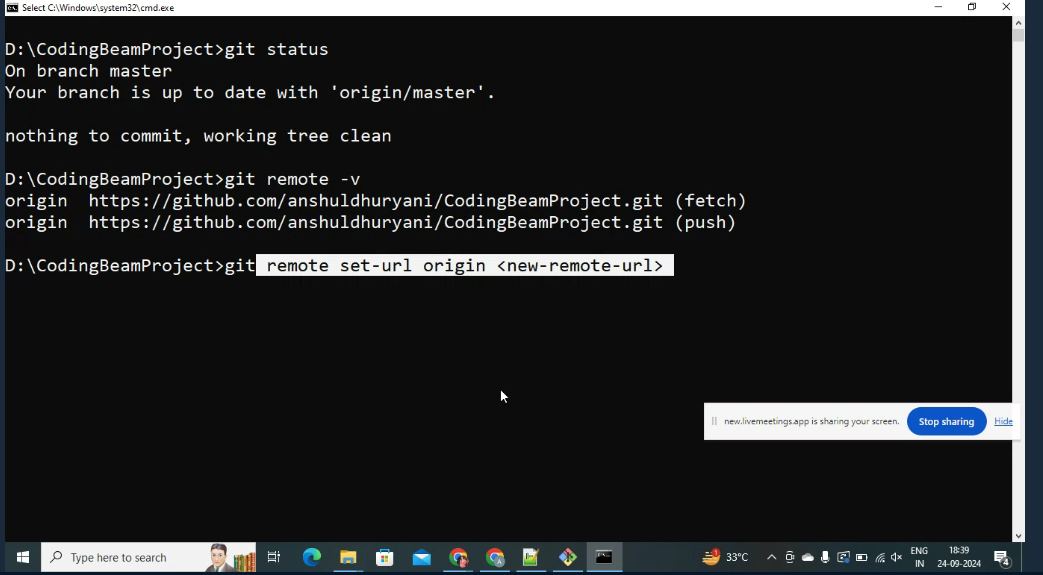 Select C:\Windows\system32\cmd.exe
D:\CodingBeamProject>git status
On branch master
Your branch is up to date with 'origin/master'.
nothing to commit, working tree clean
D:\CodingBeamProject>git remote -v
origin  https://github.com/anshuldhuryani/CodingBeamProject.git (fetch)
origin  https://github.com/anshuldhuryani/CodingBeamProject.git (push)
D:\CodingBeamProject>git remote set-url origin <new-remote-url>
new.livemeetings.app is sharing your screen. Stop sharing Hide
Type here to search
33°C
ENG
IN
18:39
24-09-2024
4